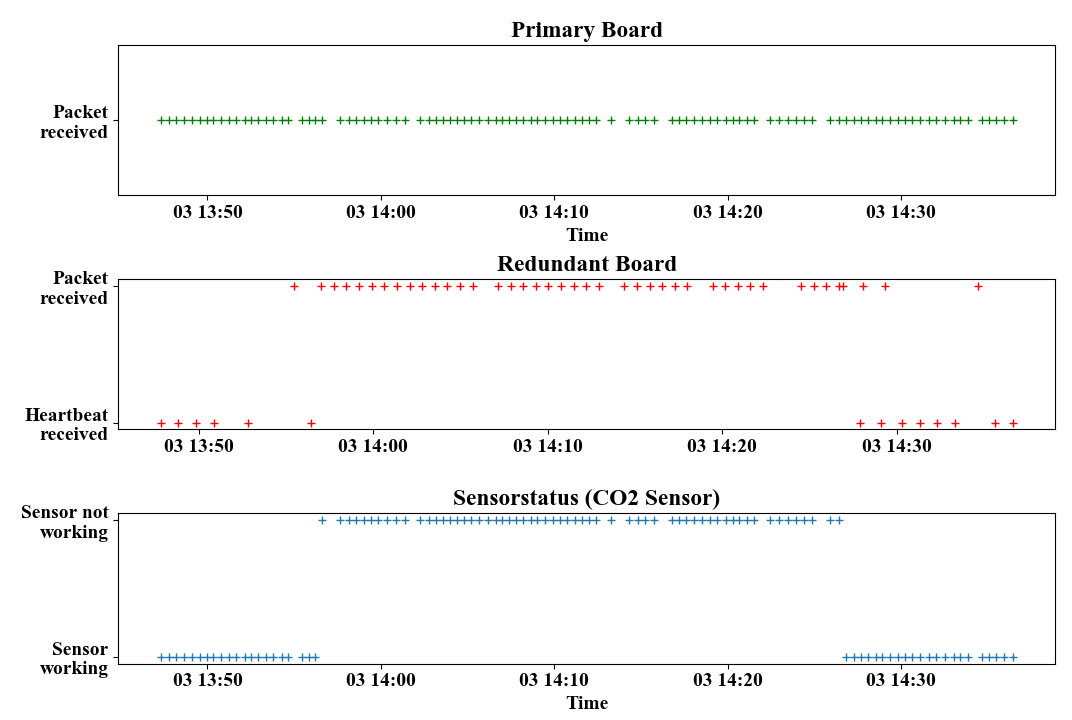 Primary Board
Packet
received
03 13:50
03 14:00
03 14:10
03 14:20
03 14:30
Time
Redundant Board
Packet
received
Heartbeat
received
03 13:50
03 14:00
03 14:10
03 14:20
03 14:30
Sensorstatus (CO2 Sensor)
Sensor not
working
Sensor
working
03 13:50
03 14:00
03 14:10
03 14:20
03 14:30
Time